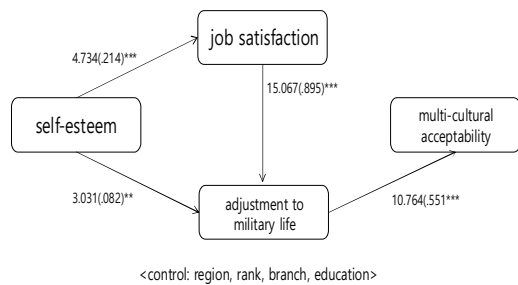 job satisfaction
4.734(.214)***
15.067(.895)***
self-esteem
multi-cultural
acceptability
3.031(.082)**
adjustment to
military life
10.764(.551***
<control: region, rank, branch, education>